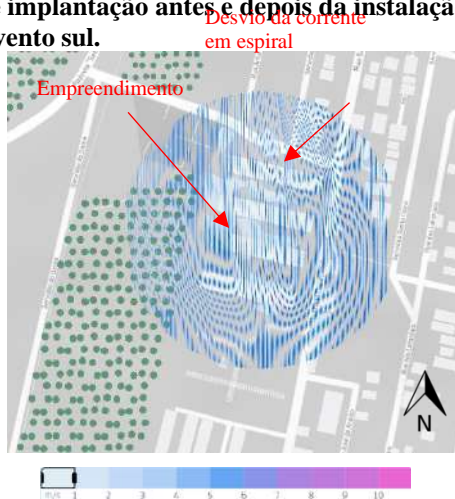 e implantação antes e depois da instalaçã
vento sul.
Desvio da corrente
em espiral
Empreendimento
N
m/s 1 2 3 4 5 6 7 8 9 10